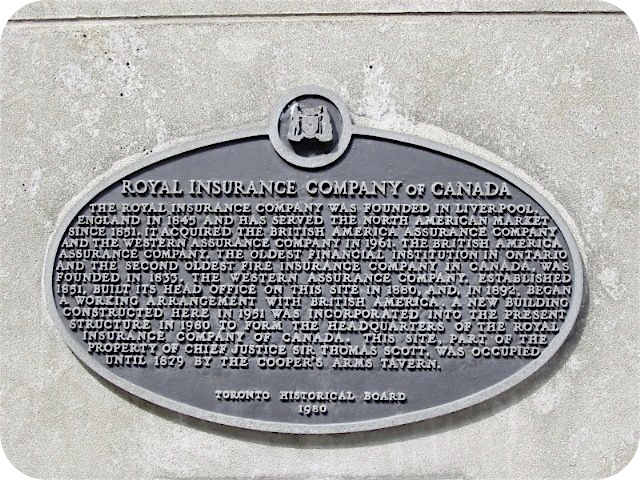 ROYAL INSURANCE COMPANY OF CANADA
THE ROYAL INSURANCE COMPANY WAS FOUNDED IN LIVERPOOL,
ENGLAND IN 1845 AND HAS SERVED THE NORTH AMERICAN MARKET
SINCE 1851. IT ACQUIRED THE BRITISH AMERICA ASSURANCE COMPANY
AND THE WESTERN ASSURANCE COMPANY IN 1961. THE BRITISH AMERICA
ASSURANCE COMPANY, THE OLDEST FINANCIAL INSTITUTION IN ONTARIO
AND THE SECOND OLDEST FIRE INSURANCE COMPANY IN CANADA, WAS
FOUNDED IN 1833. THE WESTERN ASSURANCE COMPANY, ESTABLISHED
1851, BUILT ITS HEAD OFFICE ON THIS SITE IN 1880, AND, IN 1892, BEGAN
A WORKING ARRANGEMENT WITH BRITISH AMERICA. A NEW BUILDING
CONSTRUCTED HERE IN 1951 WAS INCORPORATED INTO THE PRESENT
STRUCTURE IN 1980 TO FORM THE HEADQUARTERS OF THE ROYAL
INSURANCE COMPANY OF CANADA. THIS SITE, PART OF THE
PROPERTY OF CHIEF JUSTICE SIR THOMAS SCOTT, WAS OCCUPIED
UNTIL 1879 BY THE COOPER'S ARMS TAVERN.
TORONTO HISTORICAL BOARD
1980